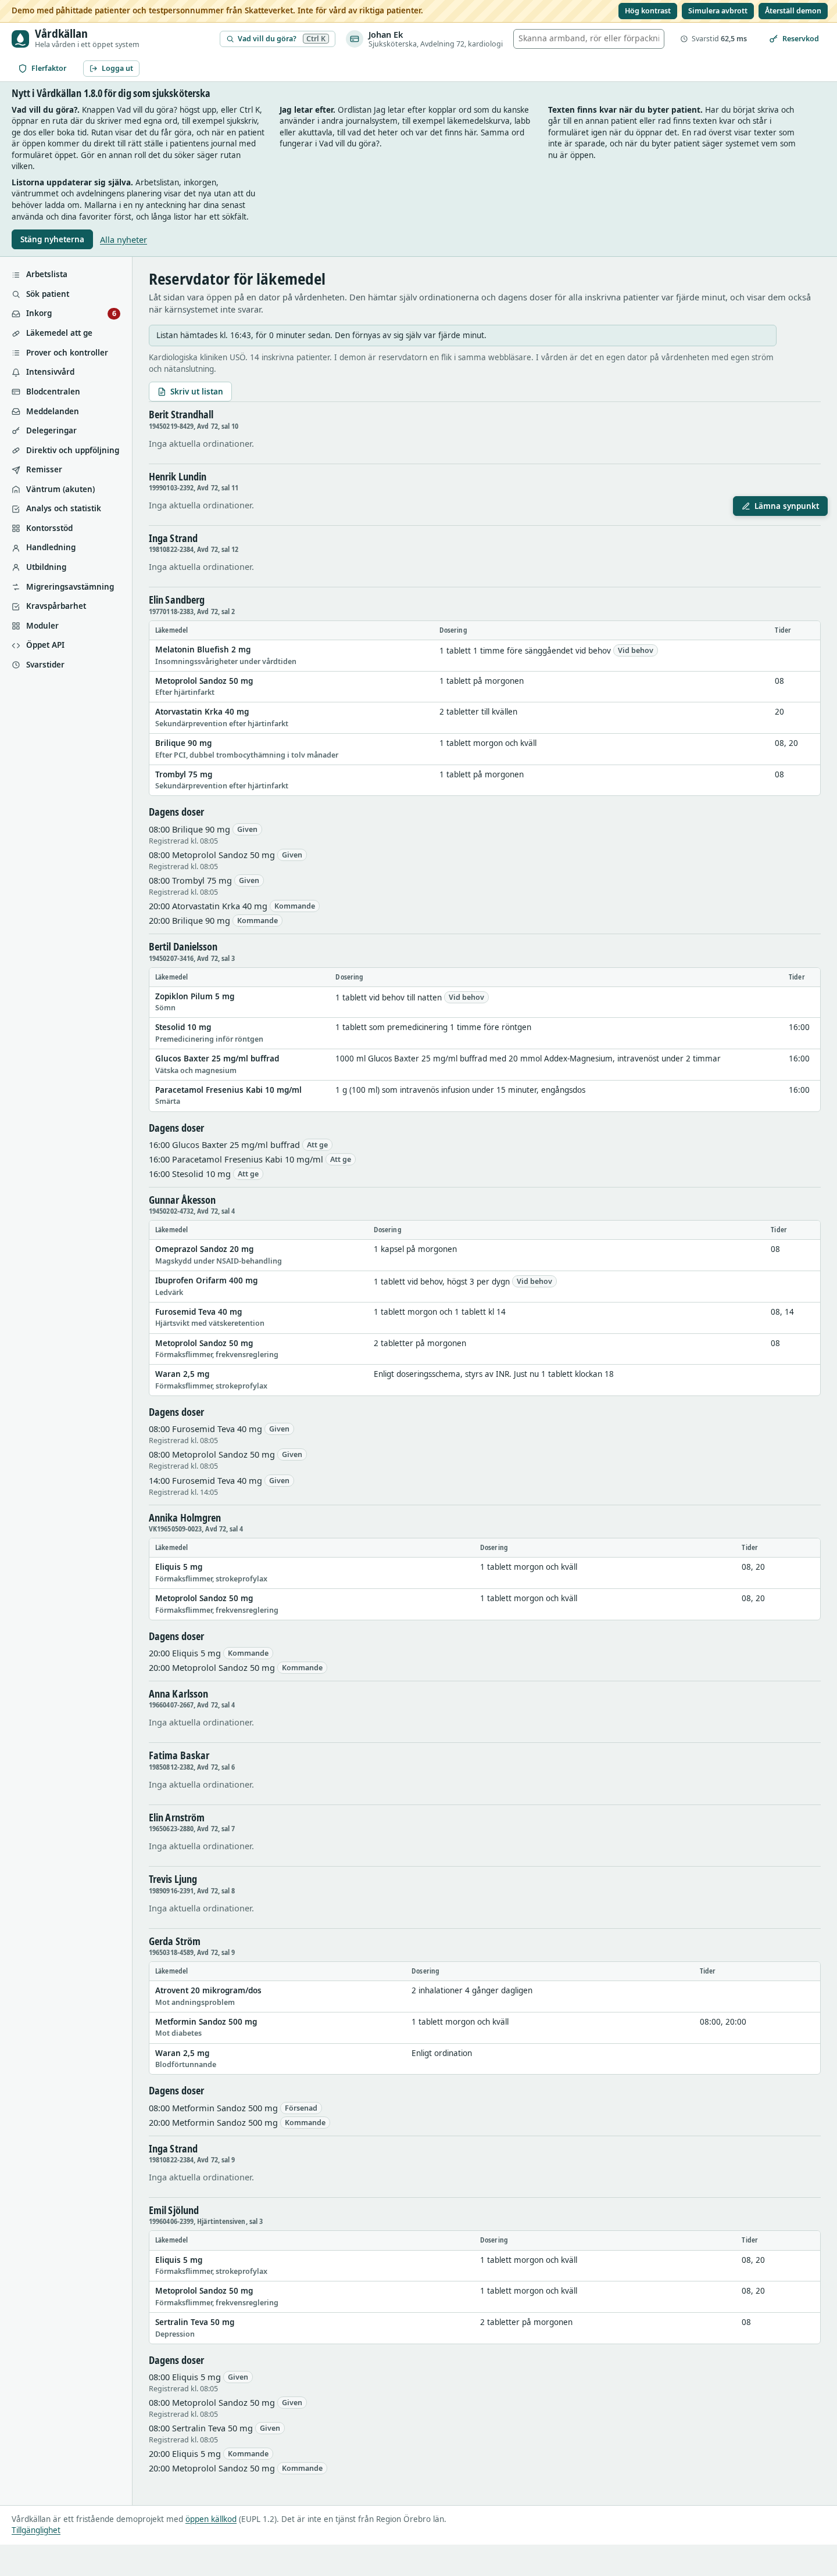 Demo med påhittade patienter och testpersonnummer från Skatteverket. Inte för vård av riktiga patienter.
Hög kontrast
Simulera avbrott
Återställ demon
Vårdkällan
Hela vården i ett öppet system
Vad vill du göra? Ctrl K
Johan Ek
Sjuksköterska, Avdelning 72, kardiologi
Skanna armband, rör eller förpackni
Svarstid 62,5 ms
Reservkod
Flerfaktor
Logga ut
Nytt i Vårdkällan 1.8.0 för dig som sjuksköterska
Vad vill du göra?. Knappen Vad vill du göra? högst upp, eller Ctrl K,
öppnar en ruta där du skriver med egna ord, till exempel sjukskriv,
ge dos eller boka tid. Rutan visar det du får göra, och när en patient
är öppen kommer du direkt till rätt ställe i patientens journal med
formuläret öppet. Gör en annan roll det du söker säger rutan
vilken.
Jag letar efter. Ordlistan Jag letar efter kopplar ord som du kanske
använder i andra journalsystem, till exempel läkemedelskurva, labb
eller akuttavla, till vad det heter och var det finns här. Samma ord
fungerar i Vad vill du göra?.
Texten finns kvar när du byter patient. Har du börjat skriva och
går till en annan patient eller rad finns texten kvar och står i
formuläret igen när du öppnar det. En rad överst visar texter som
inte är sparade, och när du byter patient säger systemet vem som
nu är öppen.
Listorna uppdaterar sig själva. Arbetslistan, inkorgen,
väntrummet och avdelningens planering visar det nya utan att du
behöver ladda om. Mallarna i en ny anteckning har dina senast
använda och dina favoriter först, och långa listor har ett sökfält.
Stäng nyheterna
Alla nyheter
Arbetslista
Sök patient
Inkorg 6
Läkemedel att ge
Prover och kontroller
Intensivvård
Blodcentralen
Meddelanden
Delegeringar
Direktiv och uppföljning
Remisser
Väntrum (akuten)
Analys och statistik
Kontorsstöd
Handledning
Utbildning
Migreringsavstämning
Kravspårbarhet
Moduler
Öppet API
Svarstider
Reservdator för läkemedel
Låt sidan vara öppen på en dator på vårdenheten. Den hämtar själv ordinationerna och dagens doser för alla inskrivna patienter var fjärde minut, och visar dem också
när kärnsystemet inte svarar.
Listan hämtades kl. 16:43, för 0 minuter sedan. Den förnyas av sig själv var fjärde minut.
Kardiologiska kliniken USÖ. 14 inskrivna patienter. I demon är reservdatorn en flik i samma webbläsare. I vården är det en egen dator på vårdenheten med egen ström
och nätanslutning.
Skriv ut listan
Berit Strandhall
19450219-8429, Avd 72, sal 10
Inga aktuella ordinationer.
Henrik Lundin
19990103-2392, Avd 72, sal 11
Inga aktuella ordinationer.
Lämna synpunkt
Inga Strand
19810822-2384, Avd 72, sal 12
Inga aktuella ordinationer.
Elin Sandberg
19770118-2383, Avd 72, sal 2
Läkemedel Dosering Tider
Melatonin Bluefish 2 mg 1 tablett 1 timme före sänggåendet vid behov Vid behov
Insomningssvårigheter under vårdtiden
Metoprolol Sandoz 50 mg 1 tablett på morgonen 08
Efter hjärtinfarkt
Atorvastatin Krka 40 mg 2 tabletter till kvällen 20
Sekundärprevention efter hjärtinfarkt
Brilique 90 mg 1 tablett morgon och kväll 08, 20
Efter PCI, dubbel trombocythämning i tolv månader
Trombyl 75 mg 1 tablett på morgonen 08
Sekundärprevention efter hjärtinfarkt
Dagens doser
08:00 Brilique 90 mg Given
Registrerad kl. 08:05
08:00 Metoprolol Sandoz 50 mg Given
Registrerad kl. 08:05
08:00 Trombyl 75 mg Given
Registrerad kl. 08:05
20:00 Atorvastatin Krka 40 mg Kommande
20:00 Brilique 90 mg Kommande
Bertil Danielsson
19450207-3416, Avd 72, sal 3
Läkemedel Dosering Tider
Zopiklon Pilum 5 mg 1 tablett vid behov till natten Vid behov
Sömn
Stesolid 10 mg 1 tablett som premedicinering 1 timme före röntgen 16:00
Premedicinering inför röntgen
Glucos Baxter 25 mg/ml buffrad 1000 ml Glucos Baxter 25 mg/ml buffrad med 20 mmol Addex-Magnesium, intravenöst under 2 timmar 16:00
Vätska och magnesium
Paracetamol Fresenius Kabi 10 mg/ml 1 g (100 ml) som intravenös infusion under 15 minuter, engångsdos 16:00
Smärta
Dagens doser
16:00 Glucos Baxter 25 mg/ml buffrad Att ge
16:00 Paracetamol Fresenius Kabi 10 mg/ml Att ge
16:00 Stesolid 10 mg Att ge
Gunnar Åkesson
19450202-4732, Avd 72, sal 4
Läkemedel Dosering Tider
Omeprazol Sandoz 20 mg 1 kapsel på morgonen 08
Magskydd under NSAID-behandling
Ibuprofen Orifarm 400 mg 1 tablett vid behov, högst 3 per dygn Vid behov
Ledvärk
Furosemid Teva 40 mg 1 tablett morgon och 1 tablett kl 14 08, 14
Hjärtsvikt med vätskeretention
Metoprolol Sandoz 50 mg 2 tabletter på morgonen 08
Förmaksflimmer, frekvensreglering
Waran 2,5 mg Enligt doseringsschema, styrs av INR. Just nu 1 tablett klockan 18
Förmaksflimmer, strokeprofylax
Dagens doser
08:00 Furosemid Teva 40 mg Given
Registrerad kl. 08:05
08:00 Metoprolol Sandoz 50 mg Given
Registrerad kl. 08:05
14:00 Furosemid Teva 40 mg Given
Registrerad kl. 14:05
Annika Holmgren
VK19650509-0023, Avd 72, sal 4
Läkemedel Dosering Tider
Eliquis 5 mg 1 tablett morgon och kväll 08, 20
Förmaksflimmer, strokeprofylax
Metoprolol Sandoz 50 mg 1 tablett morgon och kväll 08, 20
Förmaksflimmer, frekvensreglering
Dagens doser
20:00 Eliquis 5 mg Kommande
20:00 Metoprolol Sandoz 50 mg Kommande
Anna Karlsson
19660407-2667, Avd 72, sal 4
Inga aktuella ordinationer.
Fatima Baskar
19850812-2382, Avd 72, sal 6
Inga aktuella ordinationer.
Elin Arnström
19650623-2880, Avd 72, sal 7
Inga aktuella ordinationer.
Trevis Ljung
19890916-2391, Avd 72, sal 8
Inga aktuella ordinationer.
Gerda Ström
19650318-4589, Avd 72, sal 9
Läkemedel Dosering Tider
Atrovent 20 mikrogram/dos 2 inhalationer 4 gånger dagligen
Mot andningsproblem
Metformin Sandoz 500 mg 1 tablett morgon och kväll 08:00, 20:00
Mot diabetes
Waran 2,5 mg Enligt ordination
Blodförtunnande
Dagens doser
08:00 Metformin Sandoz 500 mg Försenad
20:00 Metformin Sandoz 500 mg Kommande
Inga Strand
19810822-2384, Avd 72, sal 9
Inga aktuella ordinationer.
Emil Sjölund
19960406-2399, Hjärtintensiven, sal 3
Läkemedel Dosering Tider
Eliquis 5 mg 1 tablett morgon och kväll 08, 20
Förmaksflimmer, strokeprofylax
Metoprolol Sandoz 50 mg 1 tablett morgon och kväll 08, 20
Förmaksflimmer, frekvensreglering
Sertralin Teva 50 mg 2 tabletter på morgonen 08
Depression
Dagens doser
08:00 Eliquis 5 mg Given
Registrerad kl. 08:05
08:00 Metoprolol Sandoz 50 mg Given
Registrerad kl. 08:05
08:00 Sertralin Teva 50 mg Given
Registrerad kl. 08:05
20:00 Eliquis 5 mg Kommande
20:00 Metoprolol Sandoz 50 mg Kommande
Vårdkällan är ett fristående demoprojekt med öppen källkod (EUPL 1.2). Det är inte en tjänst från Region Örebro län.
Tillgänglighet